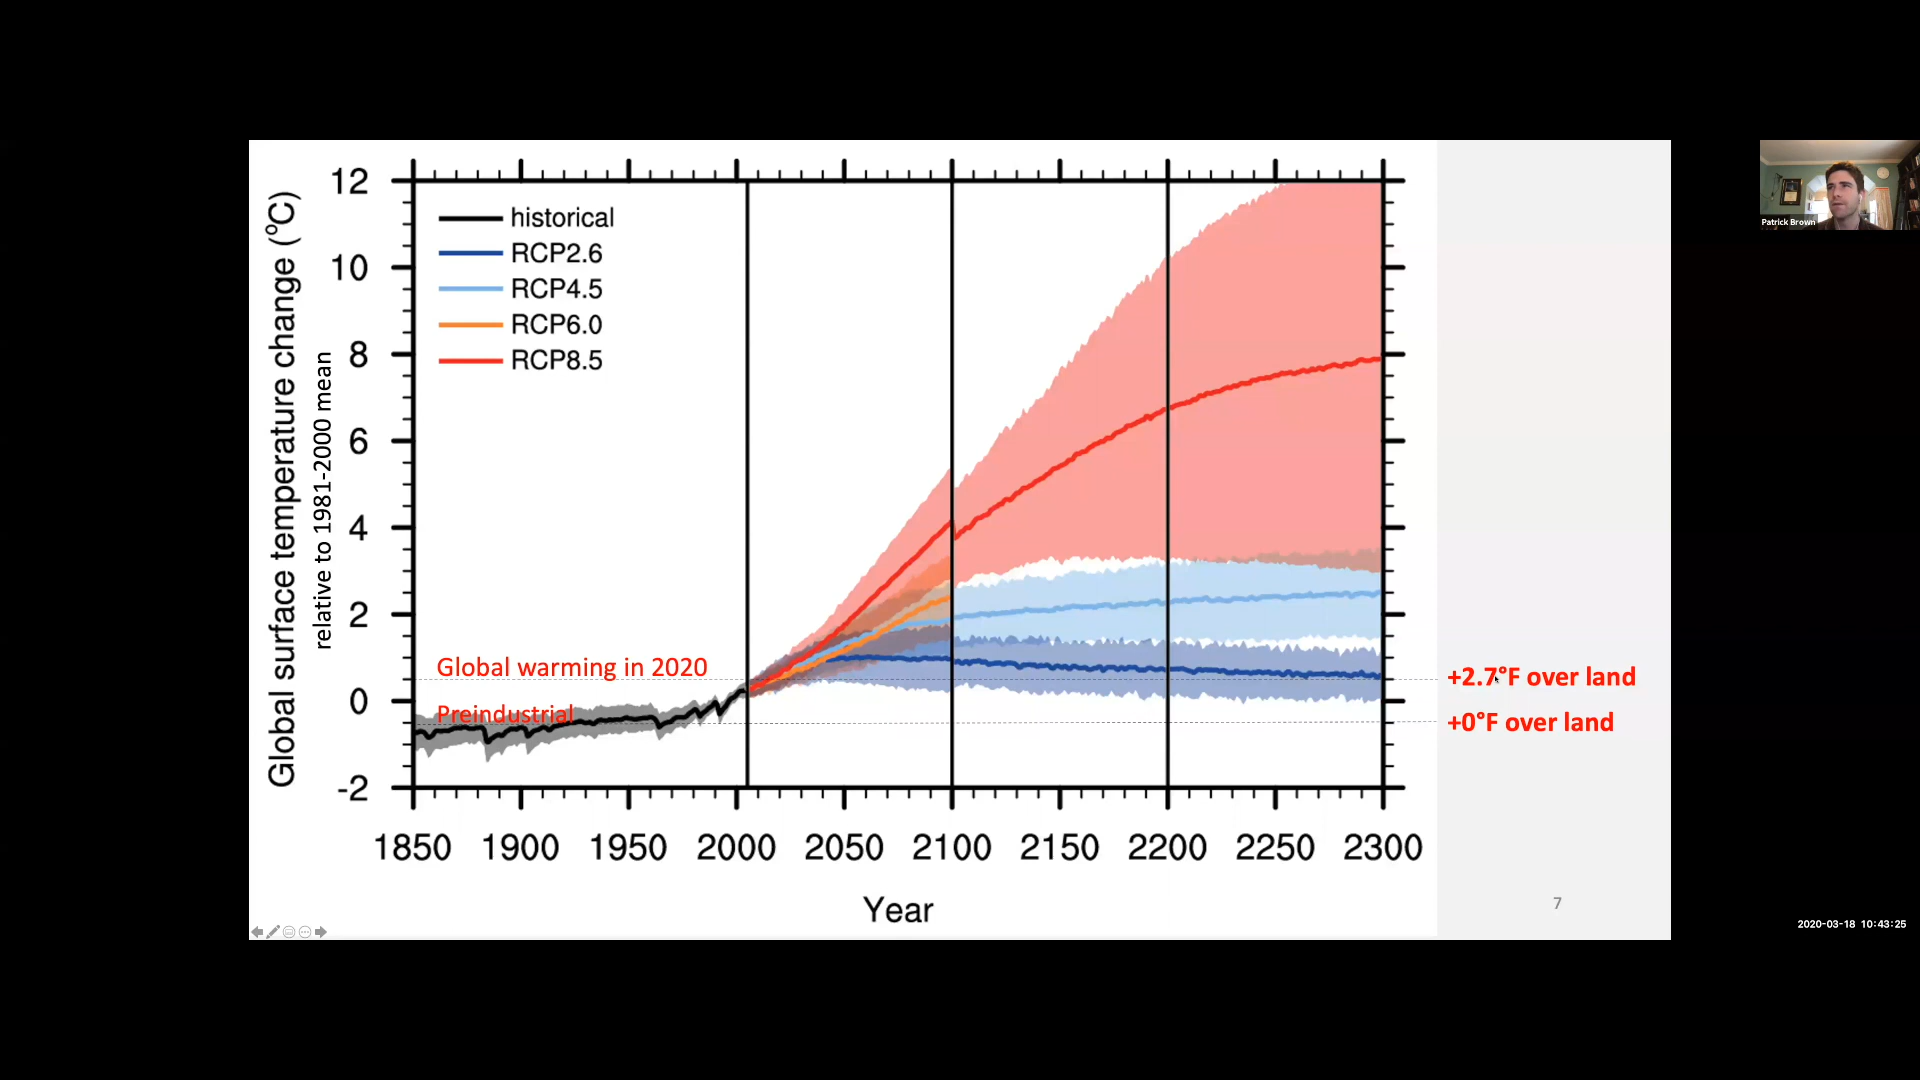 Global surface temperature change (°C)
relative to 1981-2000 mean
12
10
8
6
4
2
0
-2
historical
RCP2.6
RCP4.5
RCP6.0
RCP8.5
Global warming in 2020
Preindustrial
+2.7°F over land
+0°F over land
1850 1900 1950 2000 2050 2100 2150 2200 2250 2300
Year
7
Patrick Brown
2020-03-18 10:43:25